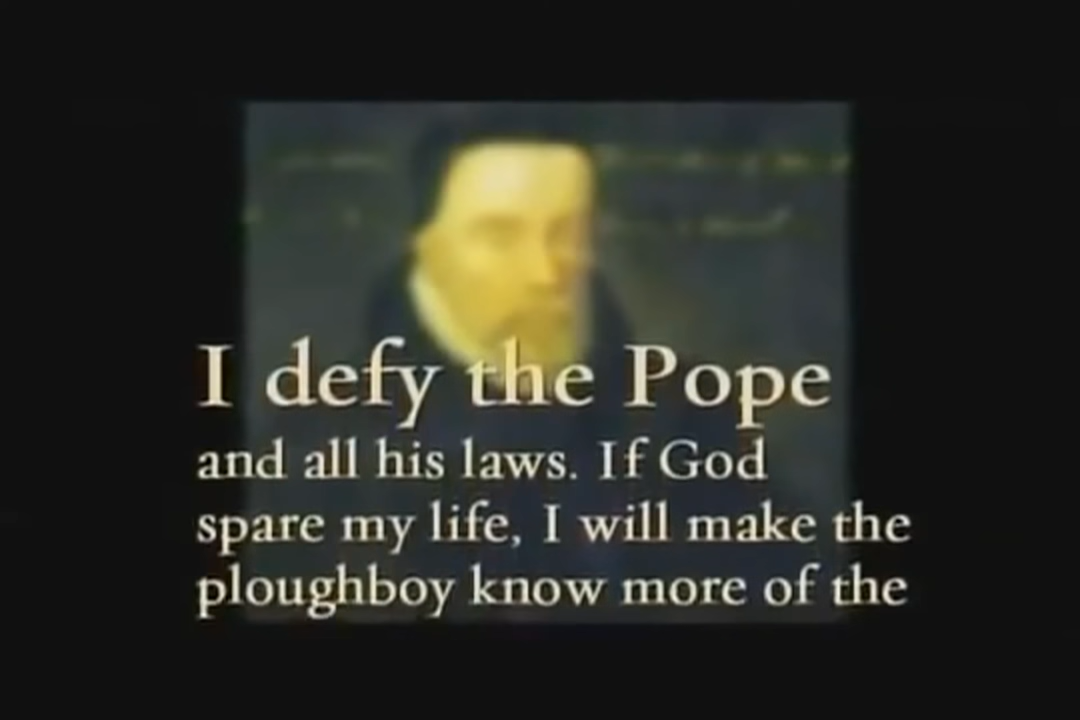 I defy the Pope
and all his laws. If God
spare my life, I will make the
ploughboy know more of the